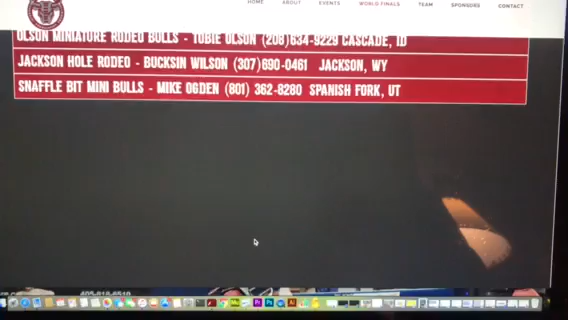 HOME ABOUT EVENTS WORLD FINALS TEAM SPONSORS CONTACT
OLSON MINIATURE RODEO BULLS - TOBIE OLSON (208)634-9229 CASCADE, ID
JACKSON HOLE RODEO - BUCKSIN WILSON (307)690-0461 JACKSON, WY
SNAFFLE BIT MINI BULLS - MIKE OGDEN (801) 362-8280 SPANISH FORK, UT